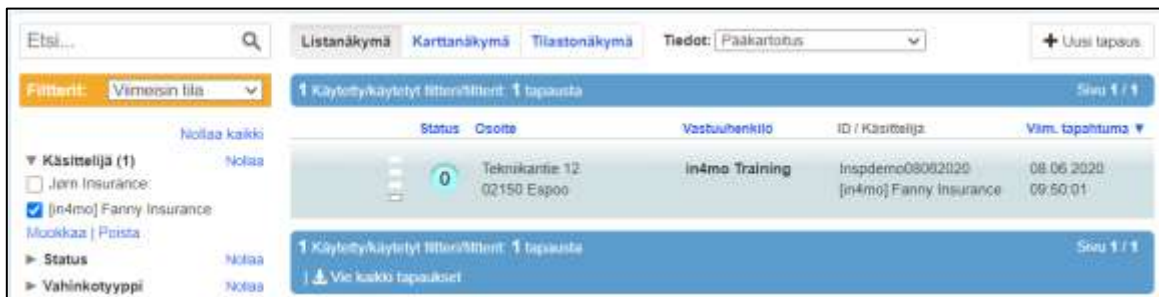 Etsi...
Listanäkymä Karttanäkymä Tilastonäkymä Tiedot: Pääkartoitus + Uusi tapaus
Filtterit: Viimeisin tila
1 Käytetty/käytetyt filtteri/filtterit: 1 tapausta Sivu 1 / 1
Nollaa kaikki
Status Osoite Vastuuhenkilö ID / Käsittelijä Viim. tapahtuma ▼
▼ Käsittelijä (1) Nollaa
Jørn Insurance
[in4mo] Fanny Insurance
Muokkaa | Poista
0 Tekniikantie 12 in4mo Training Inspdemo08062020 08.06.2020
02150 Espoo [in4mo] Fanny Insurance 09:50:01
► Status Nollaa
► Vahinkotyyppi Nollaa
1 Käytetty/käytetyt filtteri/filtterit: 1 tapausta Sivu 1 / 1
| Vie kaikki tapaukset